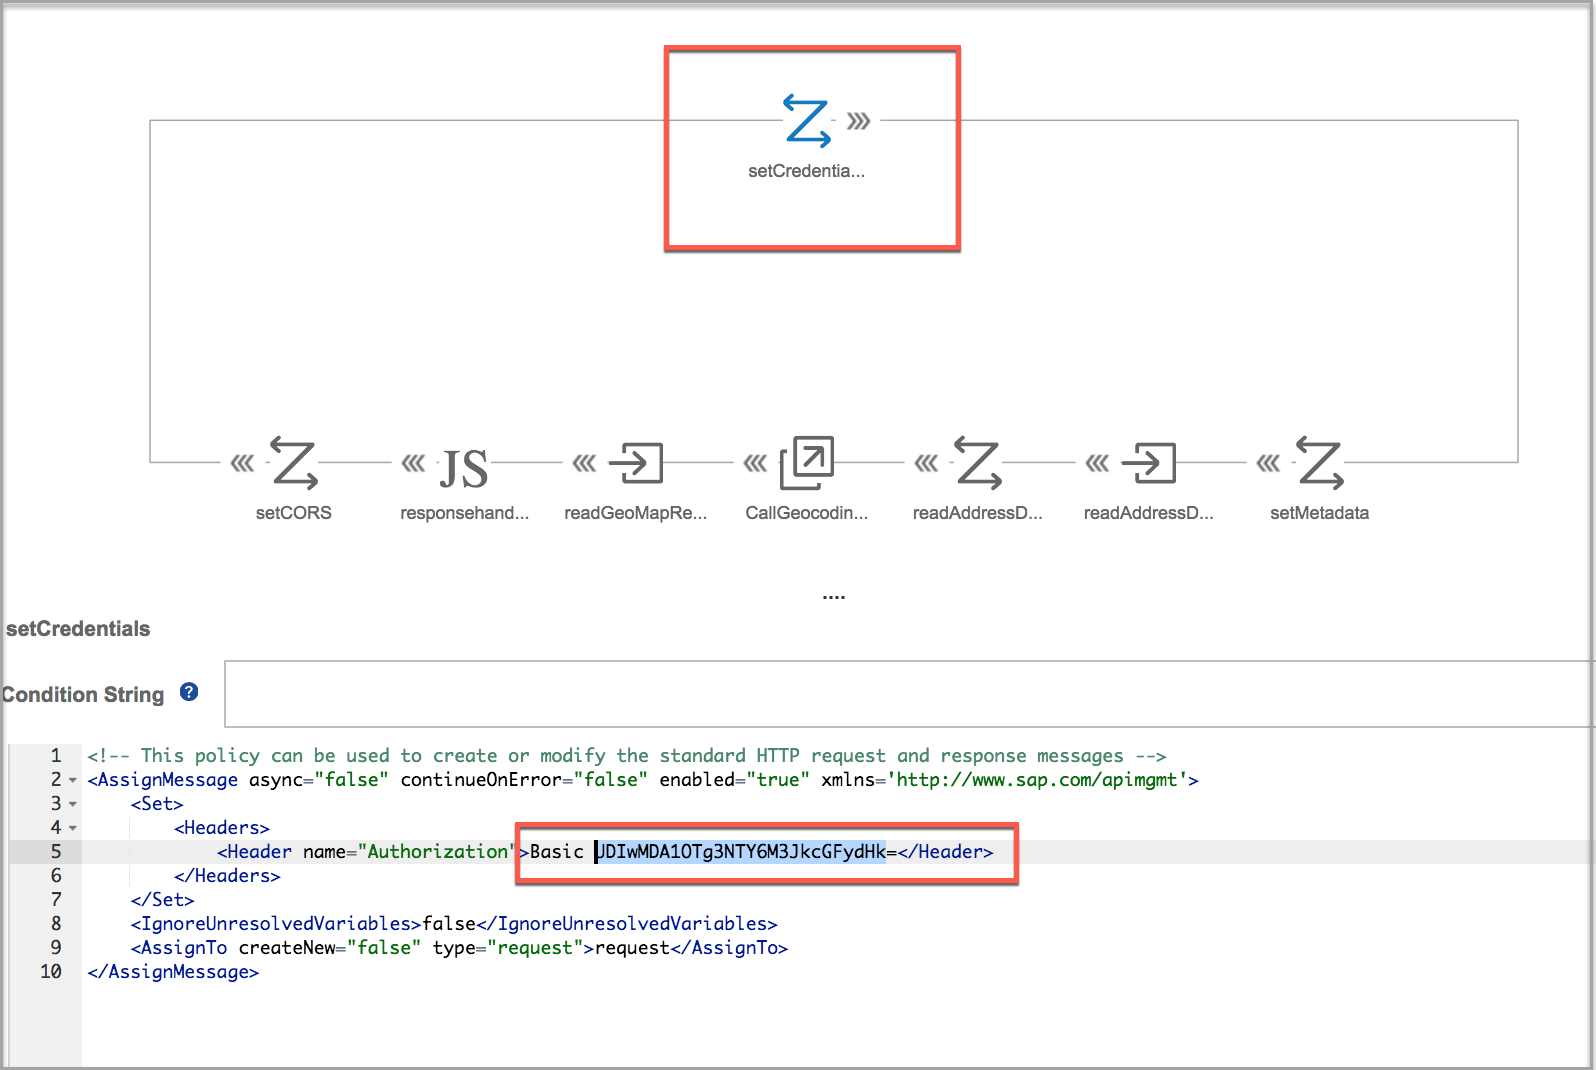 setCredentia...
setCORS
responsehand...
readGeoMapRe...
CallGeocodin...
readAddressD...
readAddressD...
setMetadata
....
setCredentials
Condition String ?
1 <!-- This policy can be used to create or modify the standard HTTP request and response messages -->
2 <AssignMessage async="false" continueOnError="false" enabled="true" xmlns='http://www.sap.com/apimgmt'>
3 <Set>
4 <Headers>
5 <Header name="Authorization">Basic UDIwMDA1OTg3NTY6M3JkcGFydHk=</Header>
6 </Headers>
7 </Set>
8 <IgnoreUnresolvedVariables>false</IgnoreUnresolvedVariables>
9 <AssignTo createNew="false" type="request">request</AssignTo>
10 </AssignMessage>
JS